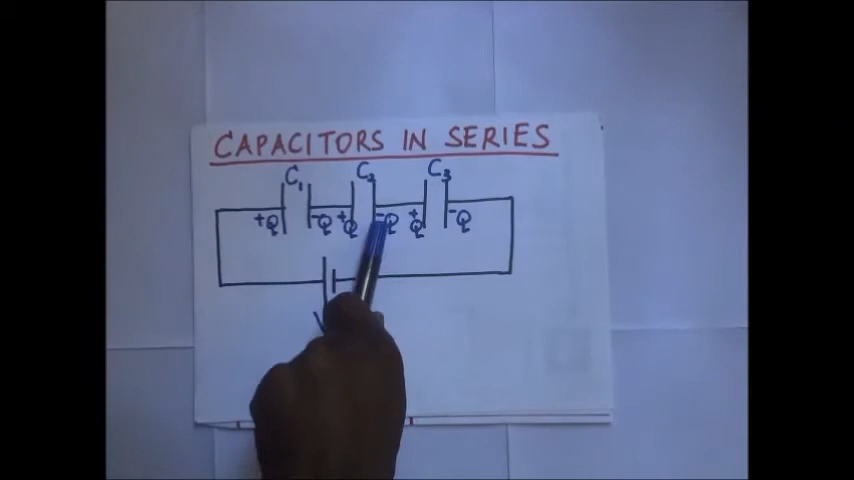 CAPACITORS IN SERIES
C₁ C₂ C₃
+Q -Q +Q -Q +Q -Q